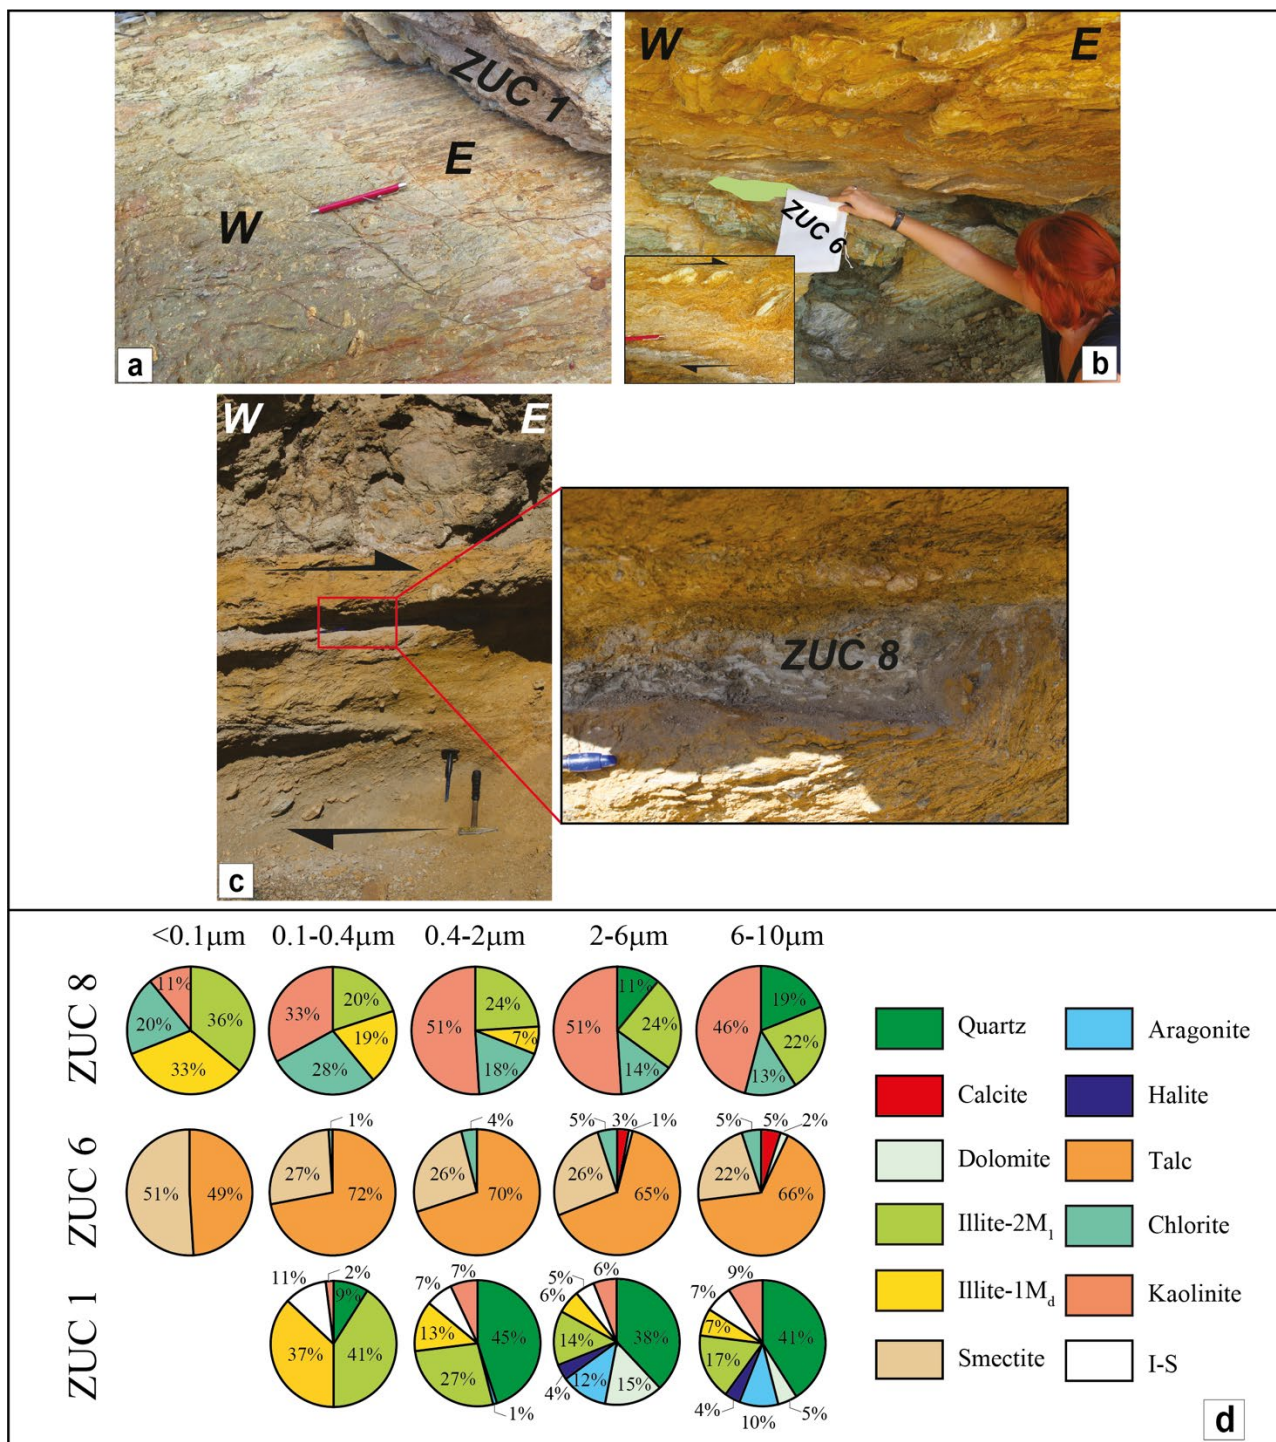 ZUC 1
E
W
a
W
E
ZUC 6
b
W
E
c
ZUC 8
<0.1μm 0.1-0.4μm 0.4-2μm 2-6μm 6-10μm
ZUC 8
11% 36% 33% 20%
33% 20% 19% 28%
51% 24% 7% 18%
11% 24% 14% 51%
19% 22% 13% 46%
ZUC 6
51% 49%
1% 27% 72%
4% 26% 70%
5% 3% 1% 26% 65%
5% 5% 2% 22% 66%
ZUC 1
11% 2% 9% 37% 41%
7% 7% 13% 45% 27% 1%
5% 6% 6% 14% 38% 4% 12% 15%
7% 9% 7% 17% 41% 4% 10% 5%
Quartz
Calcite
Dolomite
Illite-2M₁
Illite-1M_d
Smectite
Aragonite
Halite
Talc
Chlorite
Kaolinite
I-S
d